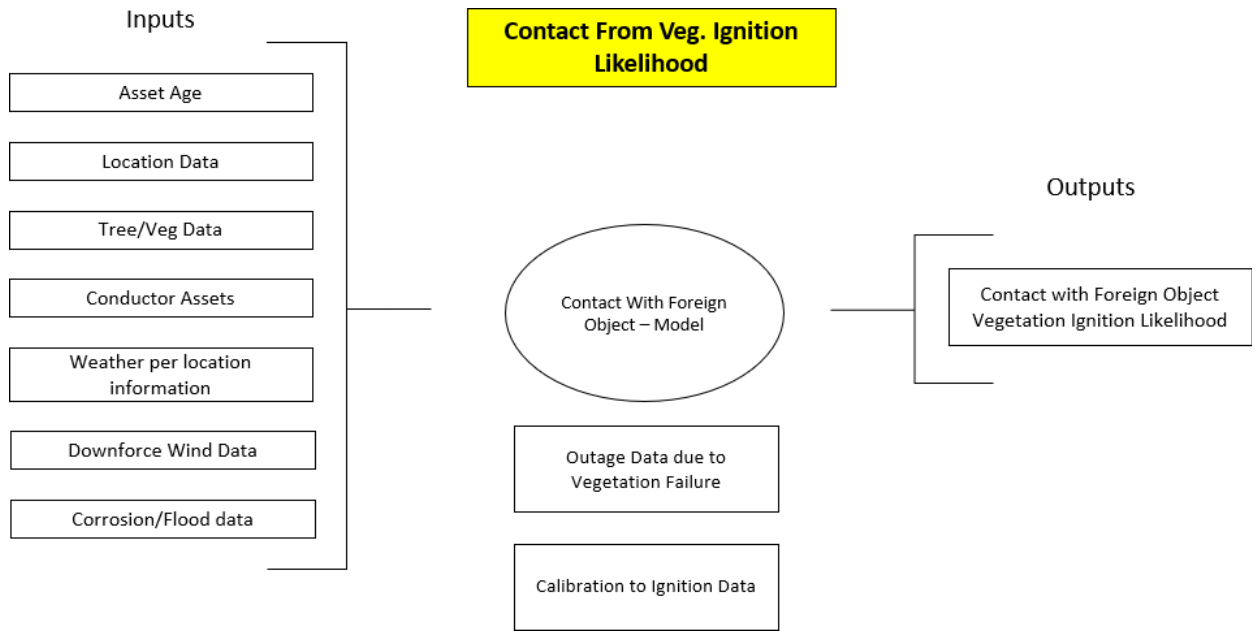 Inputs
Contact From Veg. Ignition
Likelihood
Asset Age
Location Data
Tree/Veg Data
Conductor Assets
Weather per location
information
Downforce Wind Data
Corrosion/Flood data
Contact With Foreign
Object – Model
Outage Data due to
Vegetation Failure
Calibration to Ignition Data
Outputs
Contact with Foreign Object
Vegetation Ignition Likelihood